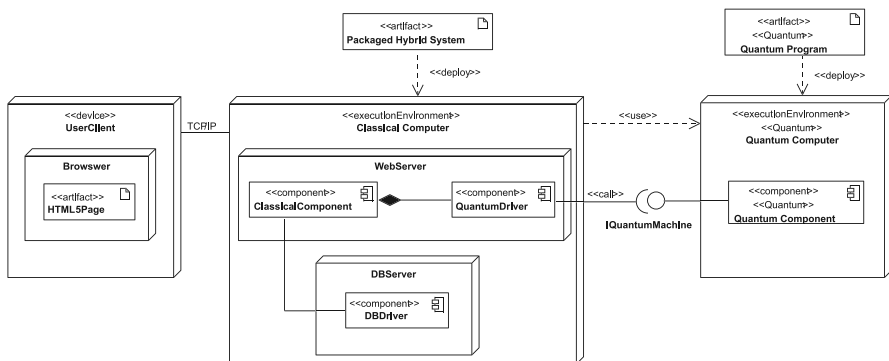 <<artifact>>
Packaged Hybrid System
<<artifact>>
<<Quantum>>
Quantum Program
<<deploy>>
<<deploy>>
<<device>>
UserClient
TCP/IP
<<executionEnvironment>>
Classical Computer
<<use>>
<<executionEnvironment>>
<<Quantum>>
Quantum Computer
Browswer
<<artifact>>
HTML5Page
WebServer
<<component>>
ClassicalComponent
<<component>>
QuantumDriver
<<call>>
IQuantumMachine
<<component>>
<<Quantum>>
Quantum Component
DBServer
<<component>>
DBDriver